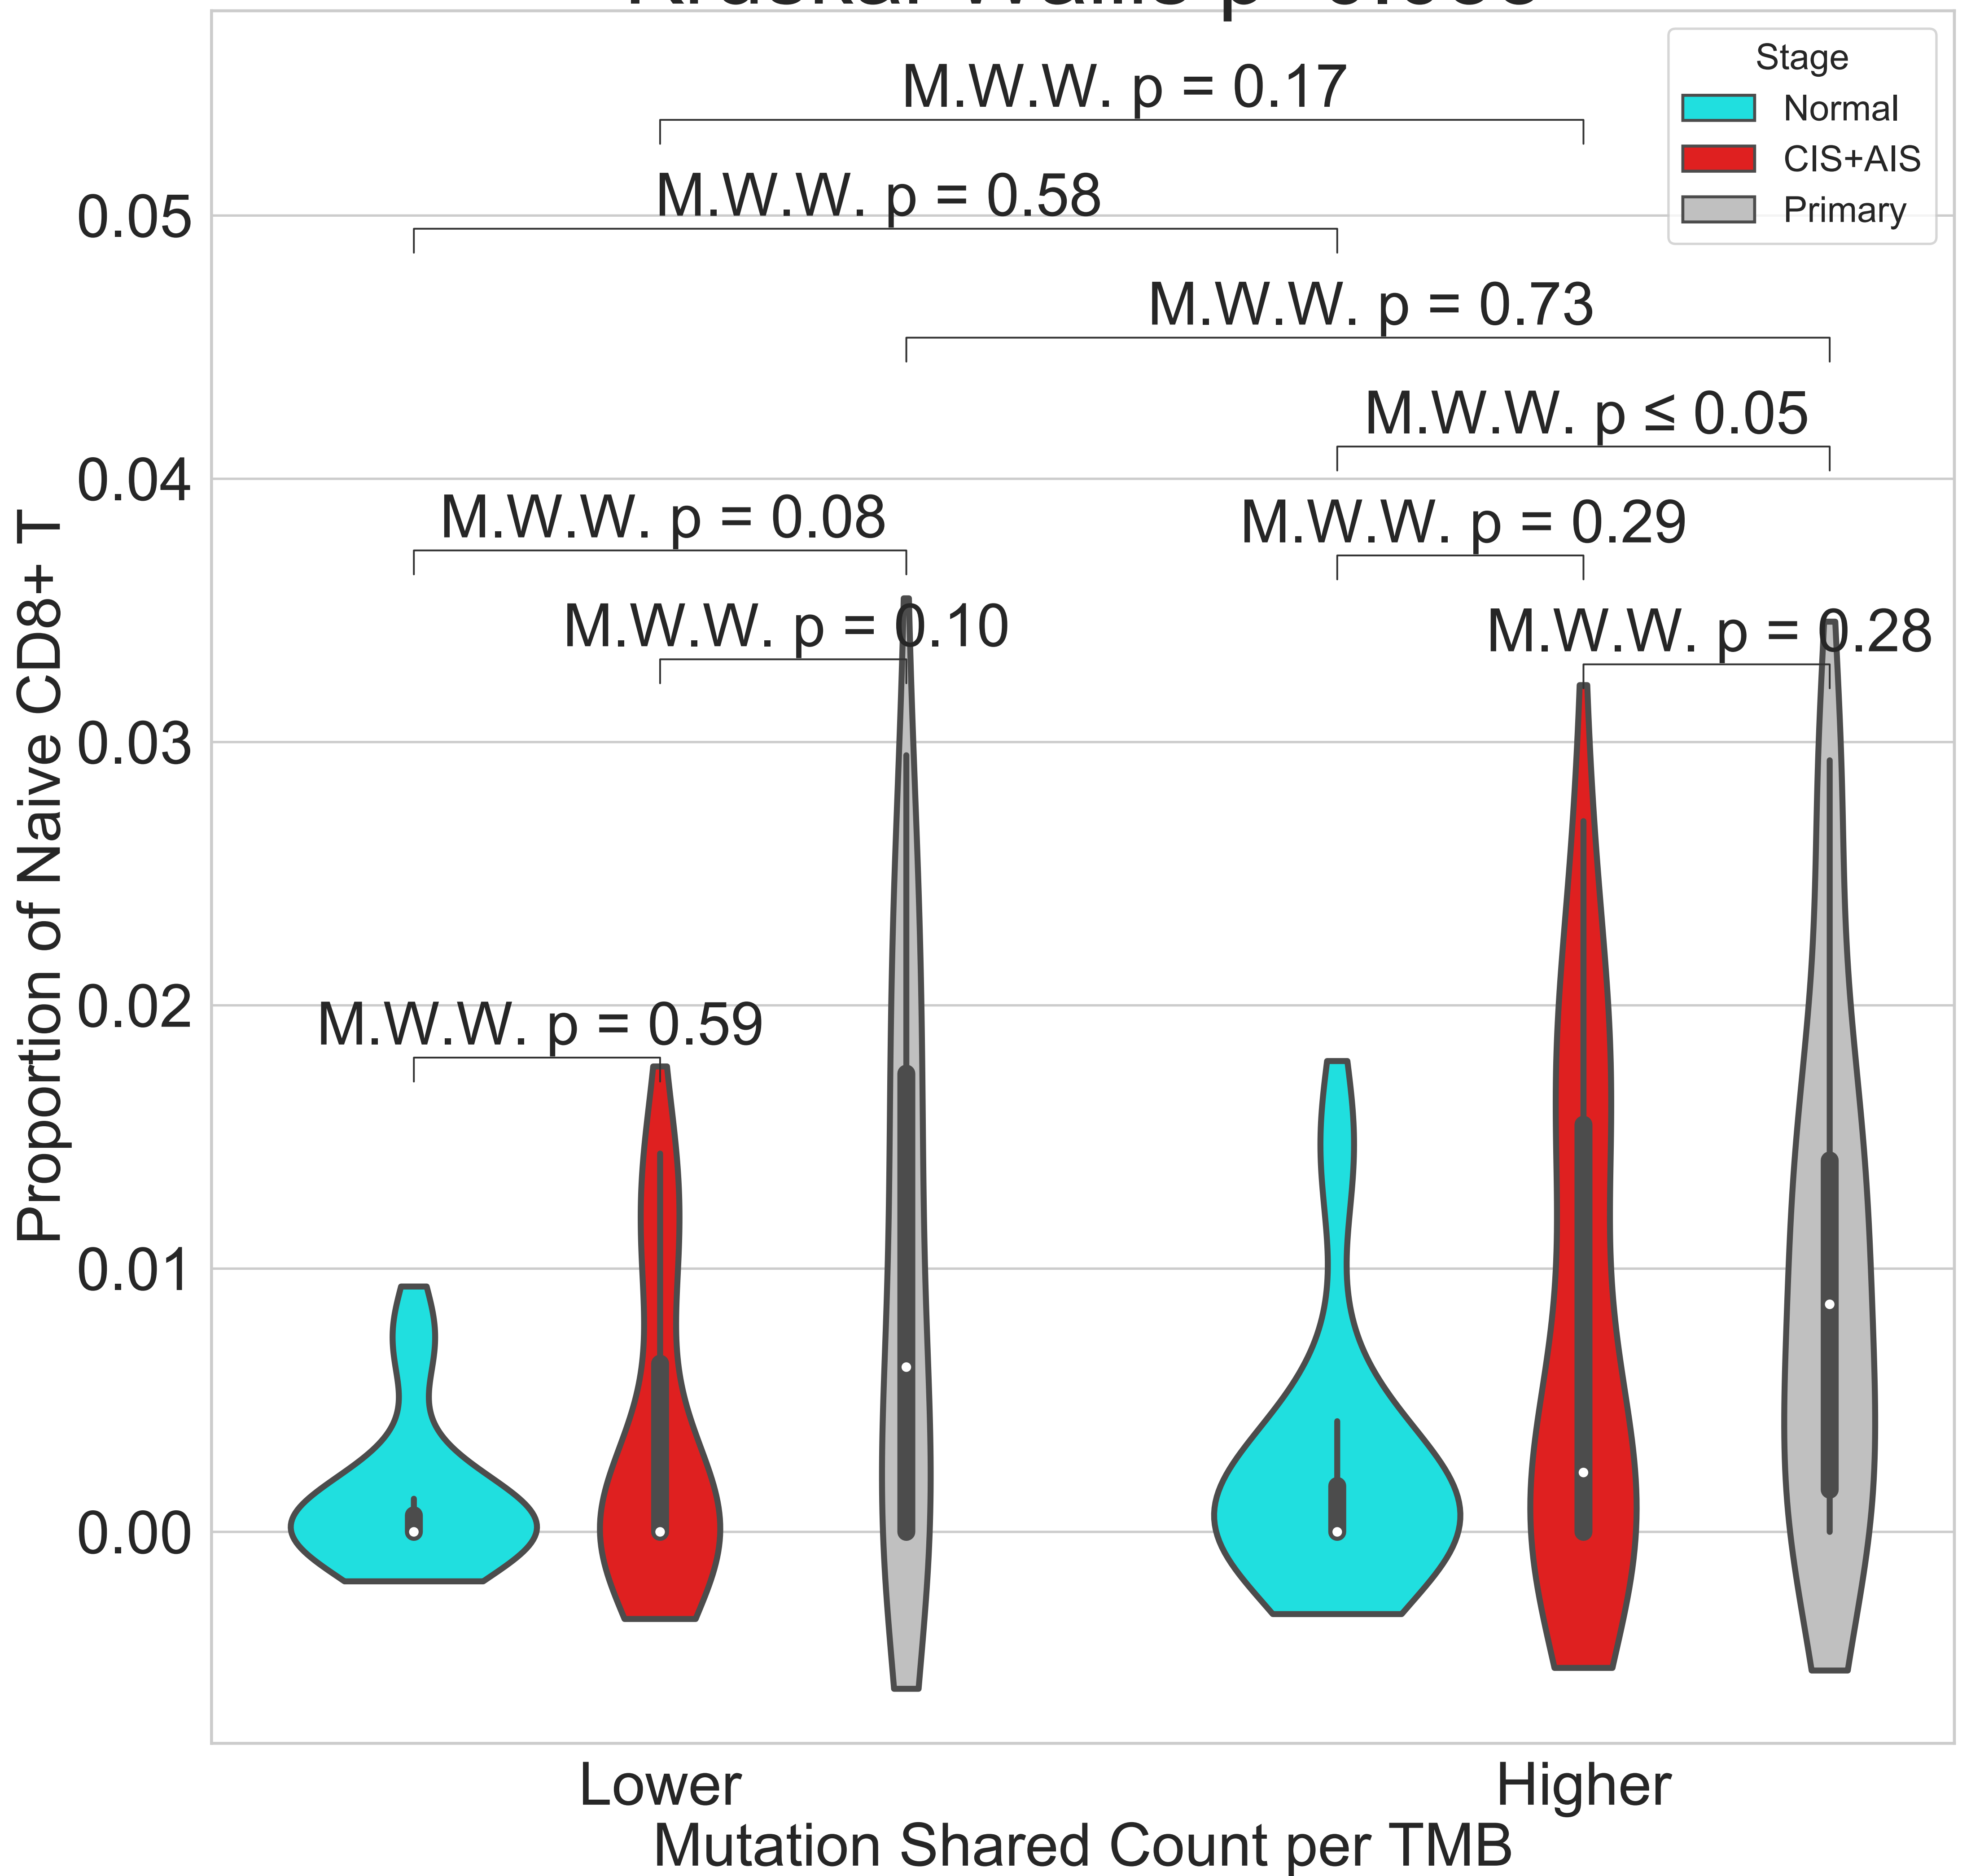 M.W.W. p = 0.17
Stage
Normal
CIS+AIS
Primary
M.W.W. p = 0.58
0.05
M.W.W. p = 0.73
M.W.W. p ≤ 0.05
0.04
M.W.W. p = 0.08
M.W.W. p = 0.29
M.W.W. p = 0.10
M.W.W. p = 0.28
0.03
0.02
M.W.W. p = 0.59
0.01
0.00
Proportion of Naive CD8+ T
Lower
Higher
Mutation Shared Count per TMB